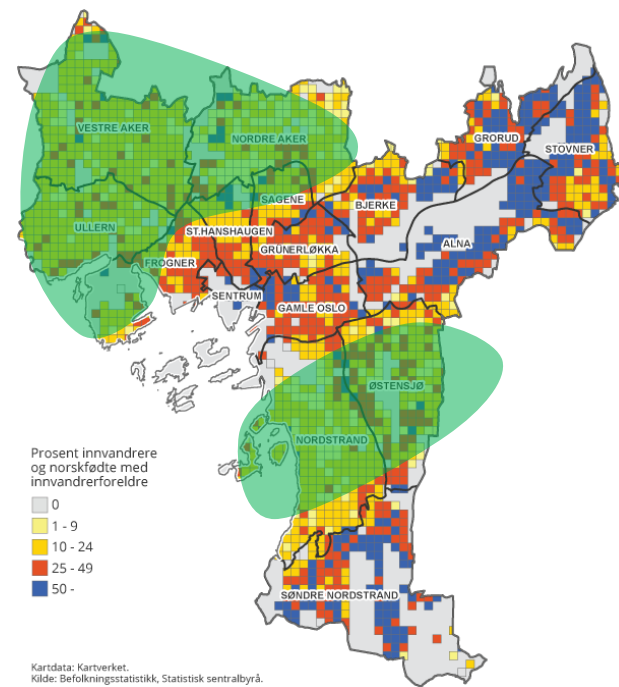 VESTRE AKER
NORDRE AKER
GRORUD
STOVNER
SAGENE
BJERKE
ULLERN
ST.HANSHAUGEN
GRÜNERLØKKA
ALNA
FROGNER
SENTRUM
GAMLE OSLO
ØSTENSJØ
NORDSTRAND
SØNDRE NORDSTRAND
Prosent innvandrere
og norskfødte med
innvandrerforeldre
0
1 - 9
10 - 24
25 - 49
50 -
Kartdata: Kartverket.
Kilde: Befolkningsstatistikk, Statistisk sentralbyrå.